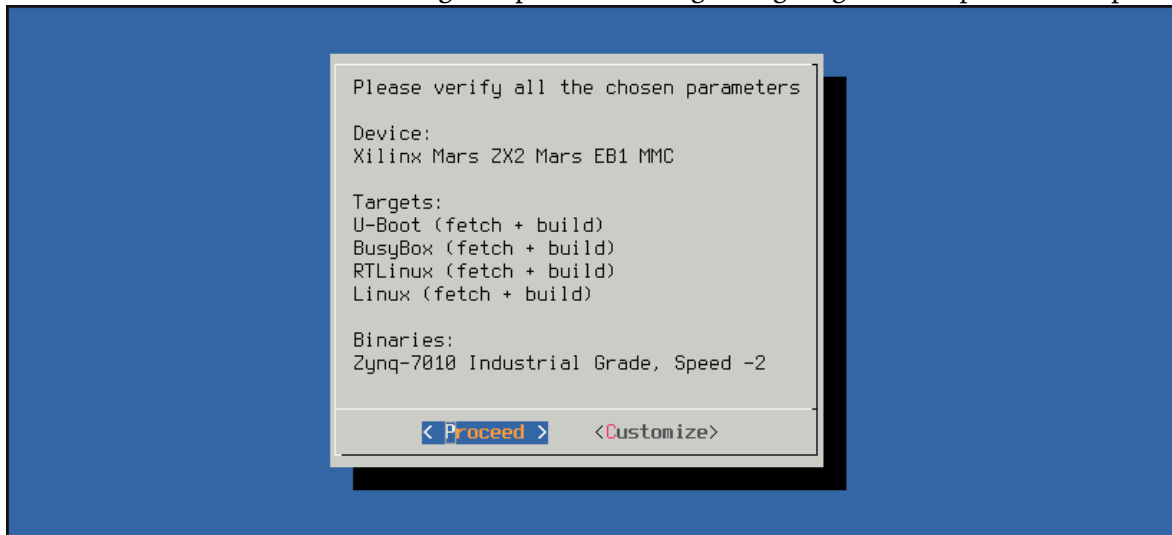 Please verify all the chosen parameters
Device:
Xilinx Mars ZX2 Mars EB1 MMC
Targets:
U-Boot (fetch + build)
BusyBox (fetch + build)
RTLinux (fetch + build)
Linux (fetch + build)
Binaries:
Zynq-7010 Industrial Grade, Speed -2
< Proceed > <Customize>